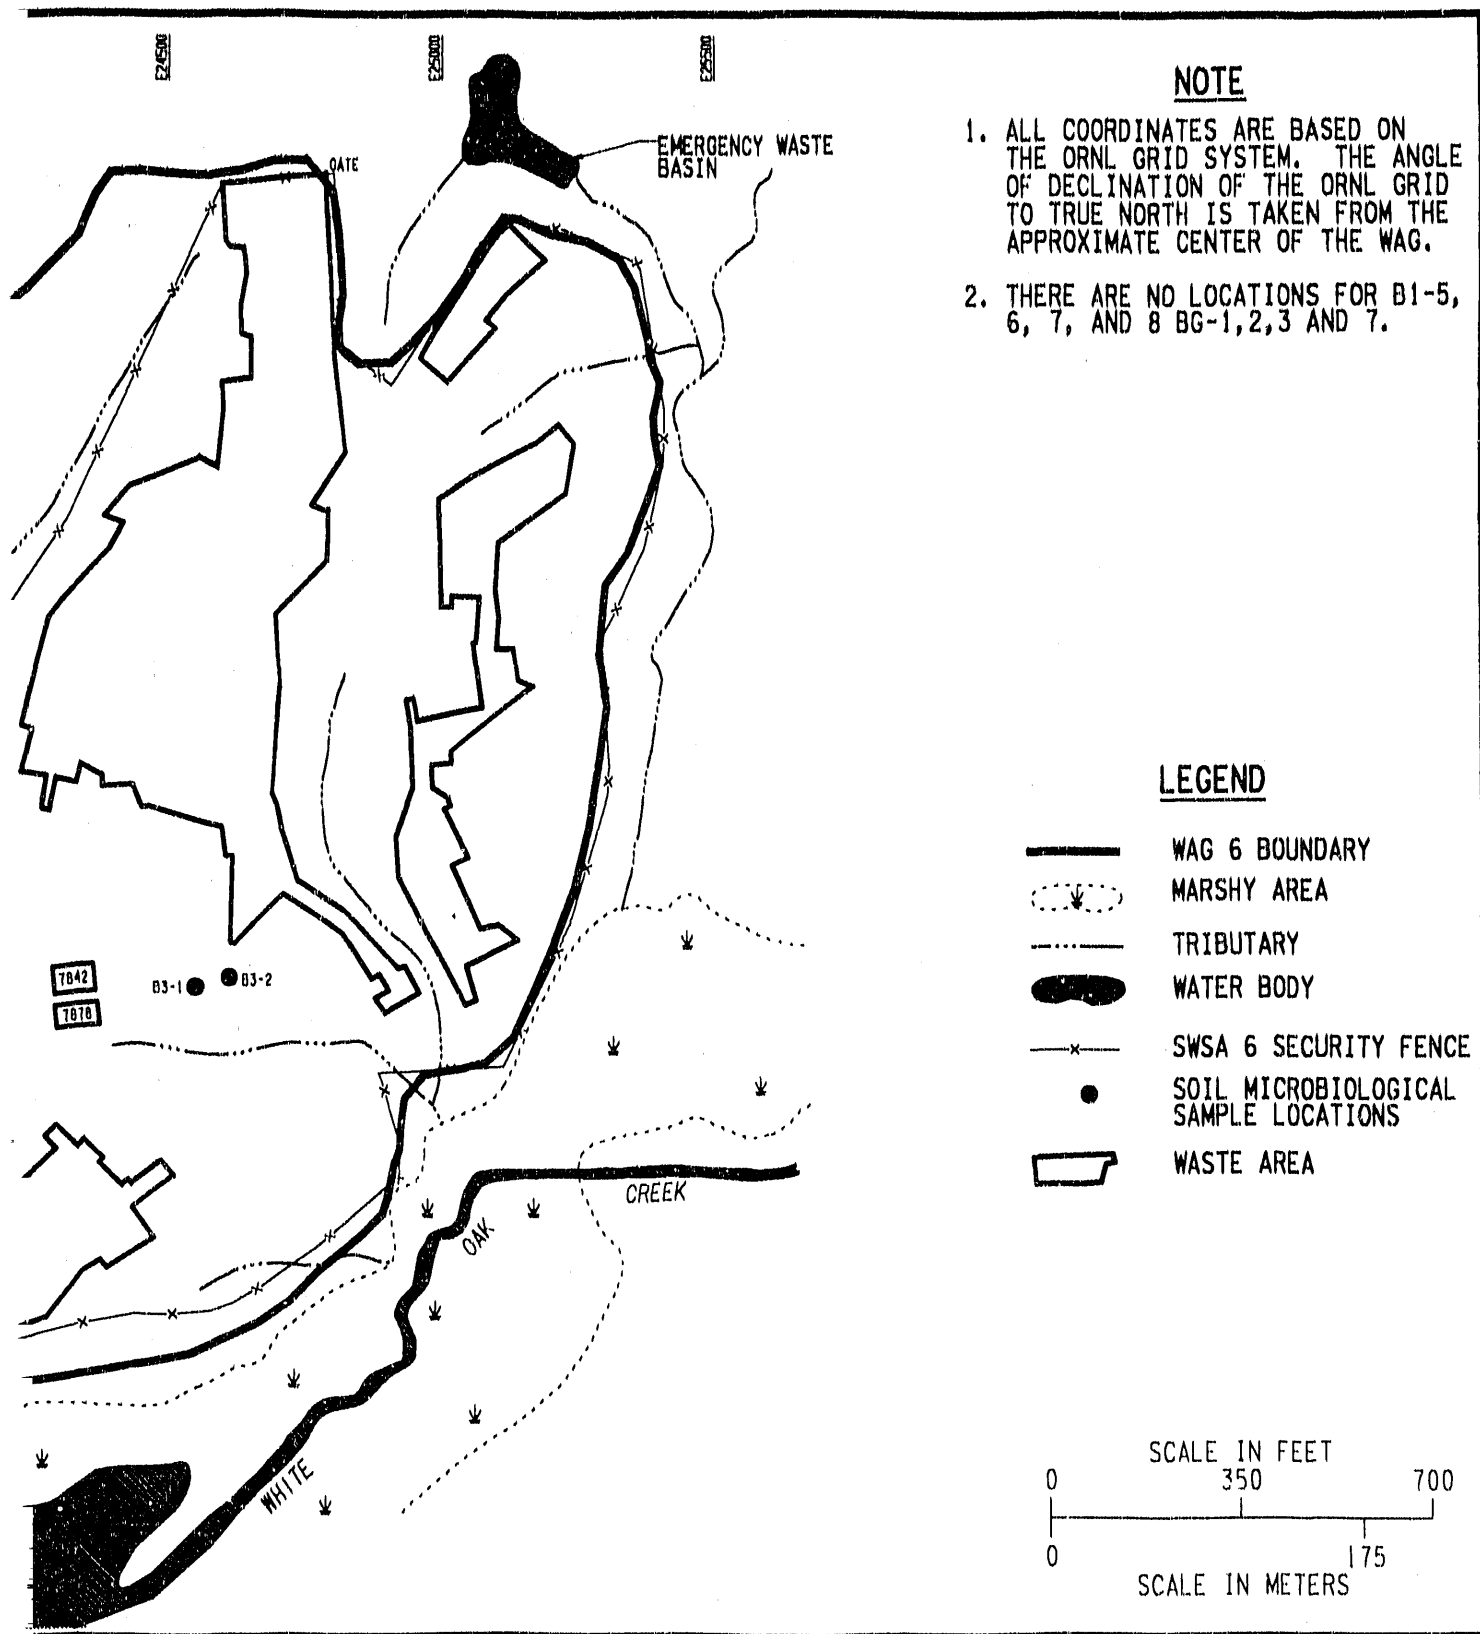 E24500
E25000
E25500
NOTE
1. ALL COORDINATES ARE BASED ON
THE ORNL GRID SYSTEM. THE ANGLE
OF DECLINATION OF THE ORNL GRID
TO TRUE NORTH IS TAKEN FROM THE
APPROXIMATE CENTER OF THE WAG.
2. THERE ARE NO LOCATIONS FOR B1-5,
6, 7, AND 8 BG-1,2,3 AND 7.
GATE
EMERGENCY WASTE
BASIN
LEGEND
WAG 6 BOUNDARY
MARSHY AREA
TRIBUTARY
WATER BODY
SWSA 6 SECURITY FENCE
SOIL MICROBIOLOGICAL
SAMPLE LOCATIONS
WASTE AREA
7842
7878
B3-1
B3-2
WHITE
OAK
CREEK
SCALE IN FEET
0 350 700
0 175
SCALE IN METERS